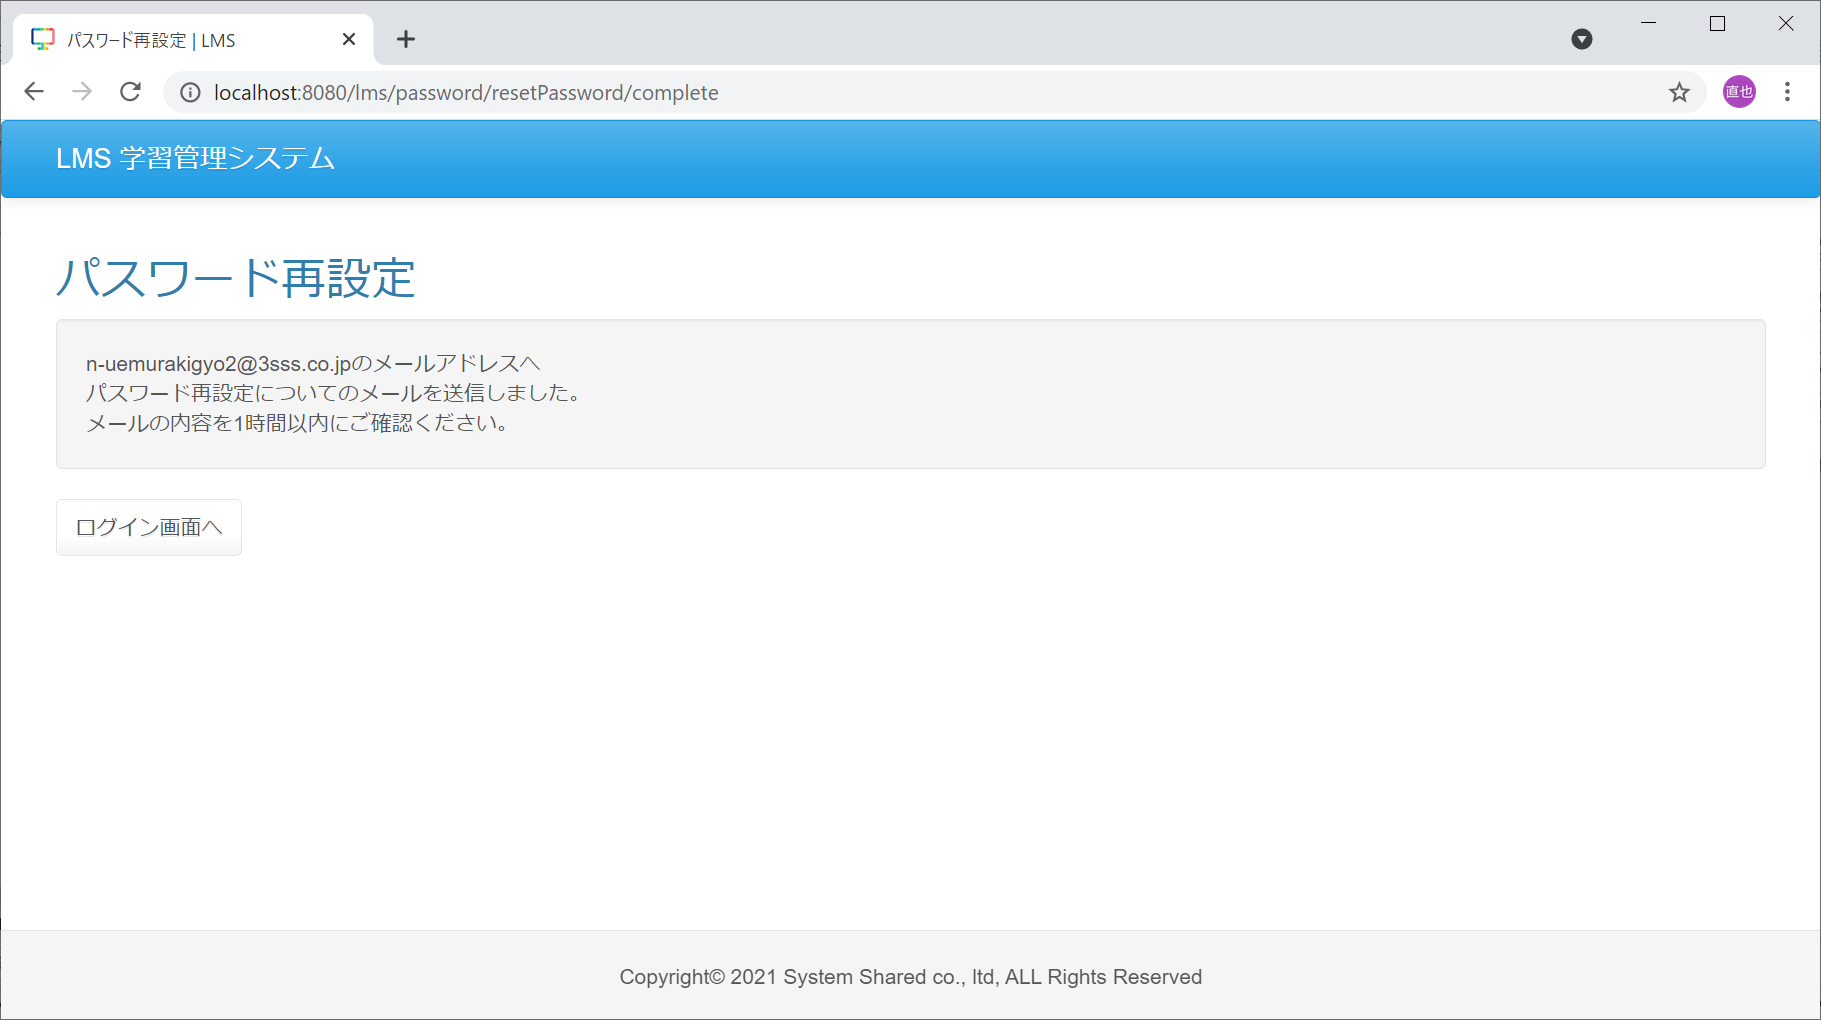 パスワード再設定 | LMS
localhost:8080/lms/password/resetPassword/complete
直也
LMS 学習管理システム
パスワード再設定
n-uemurakigyo2@3sss.co.jpのメールアドレスへ
パスワード再設定についてのメールを送信しました。
メールの内容を1時間以内にご確認ください。
ログイン画面へ
Copyright© 2021 System Shared co., ltd, ALL Rights Reserved